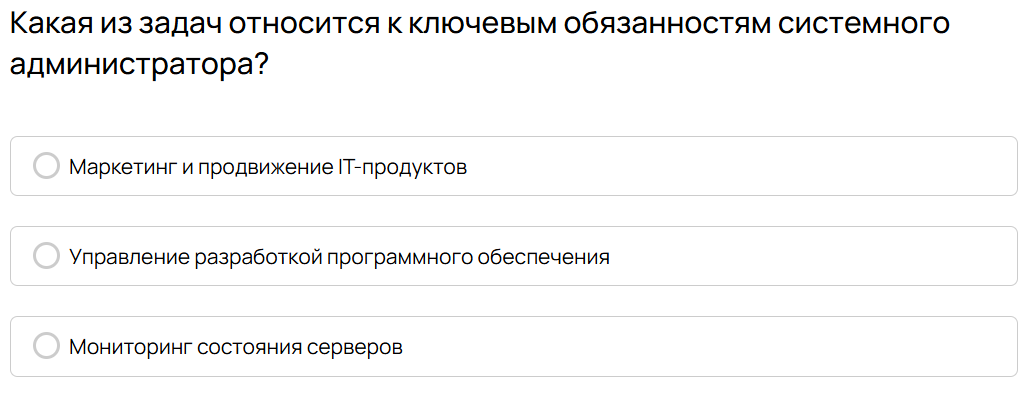 Какая из задач относится к ключевым обязанностям системного
администратора?
Маркетинг и продвижение IT-продуктов
Управление разработкой программного обеспечения
Мониторинг состояния серверов